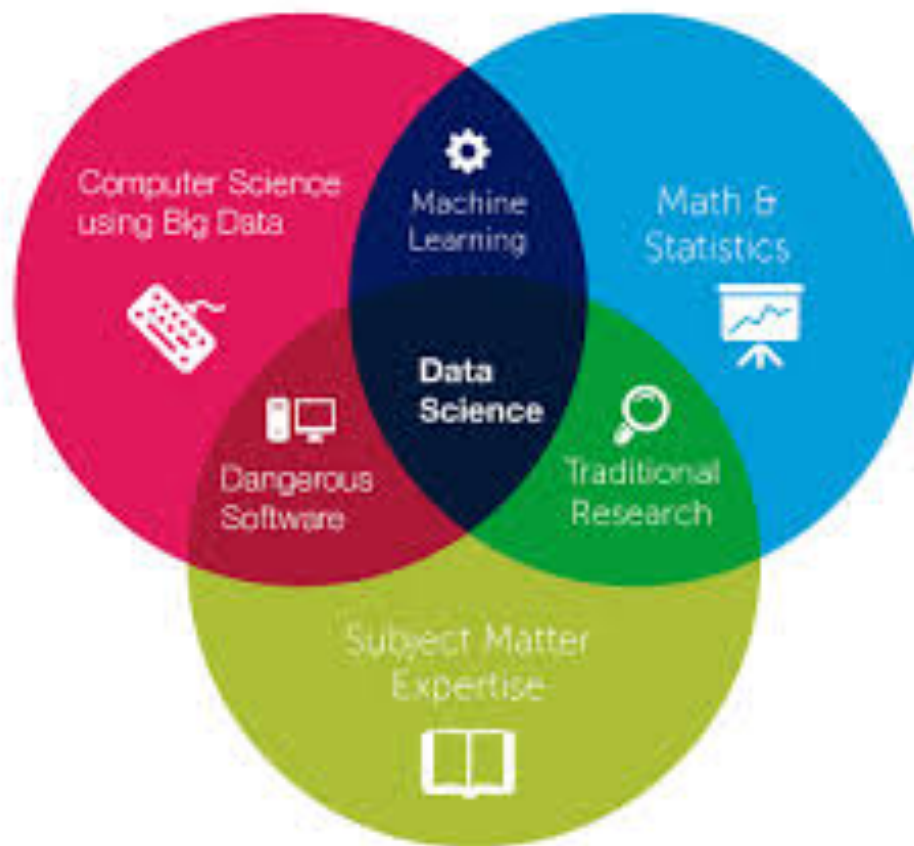 Computer Science
using Big Data
Machine
Learning
Math &
Statistics
Data
Science
Dangerous
Software
Traditional
Research
Subject Matter
Expertise